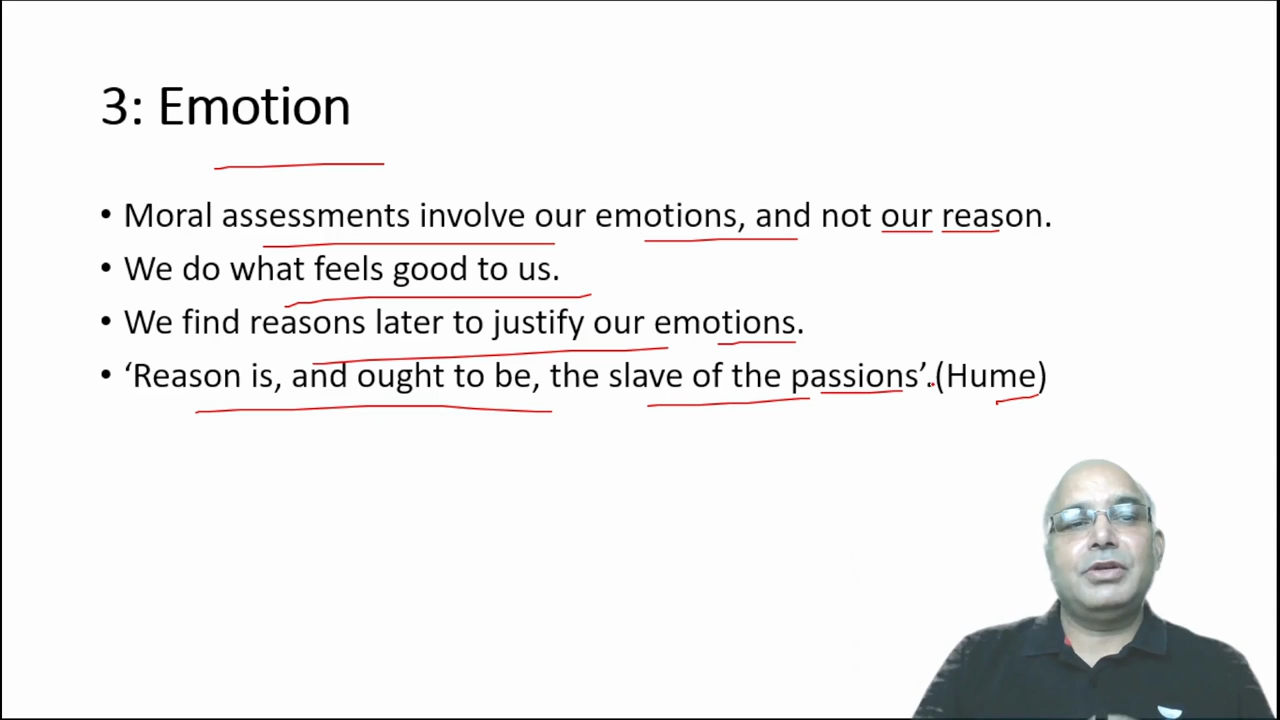 3: Emotion
• Moral assessments involve our emotions, and not our reason.
• We do what feels good to us.
• We find reasons later to justify our emotions.
• ‘Reason is, and ought to be, the slave of the passions’.(Hume)